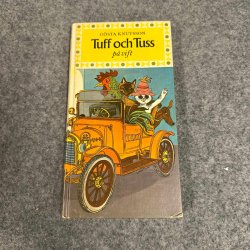 GÖSTA KNUTSSON
Tuff och Tuss
på vift